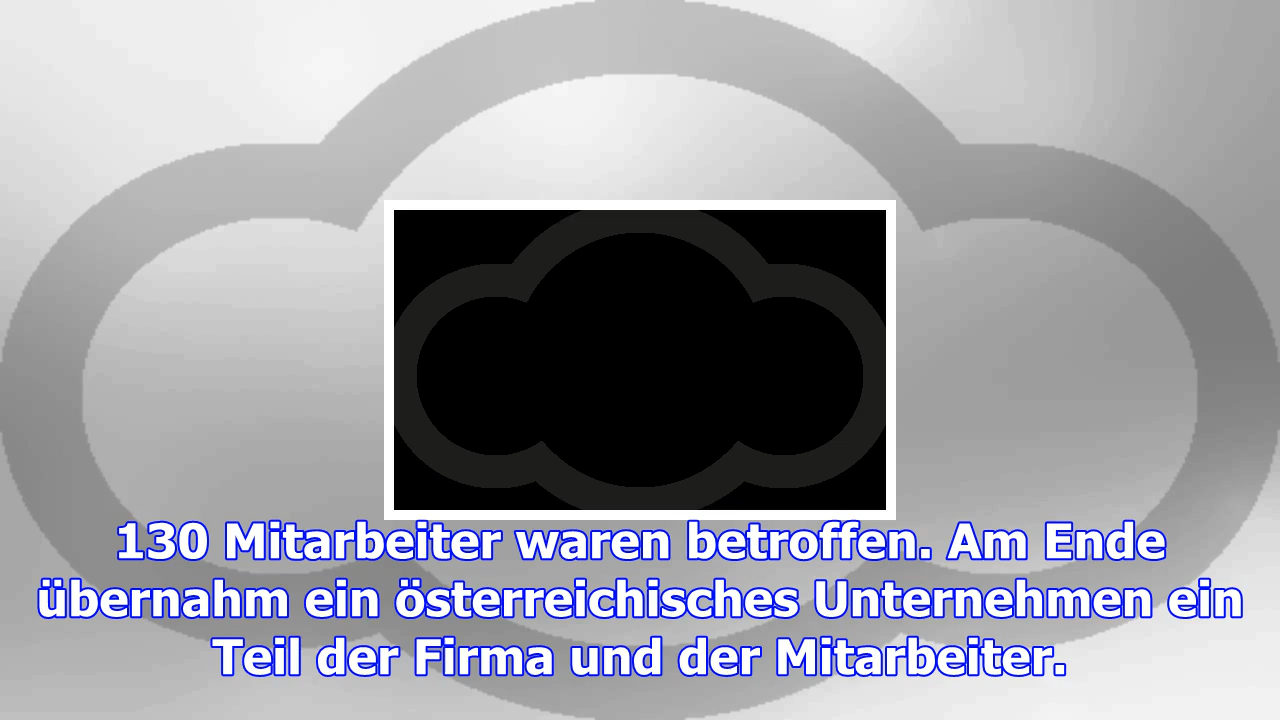 130 Mitarbeiter waren betroffen. Am Ende
übernahm ein österreichisches Unternehmen ein
Teil der Firma und der Mitarbeiter.